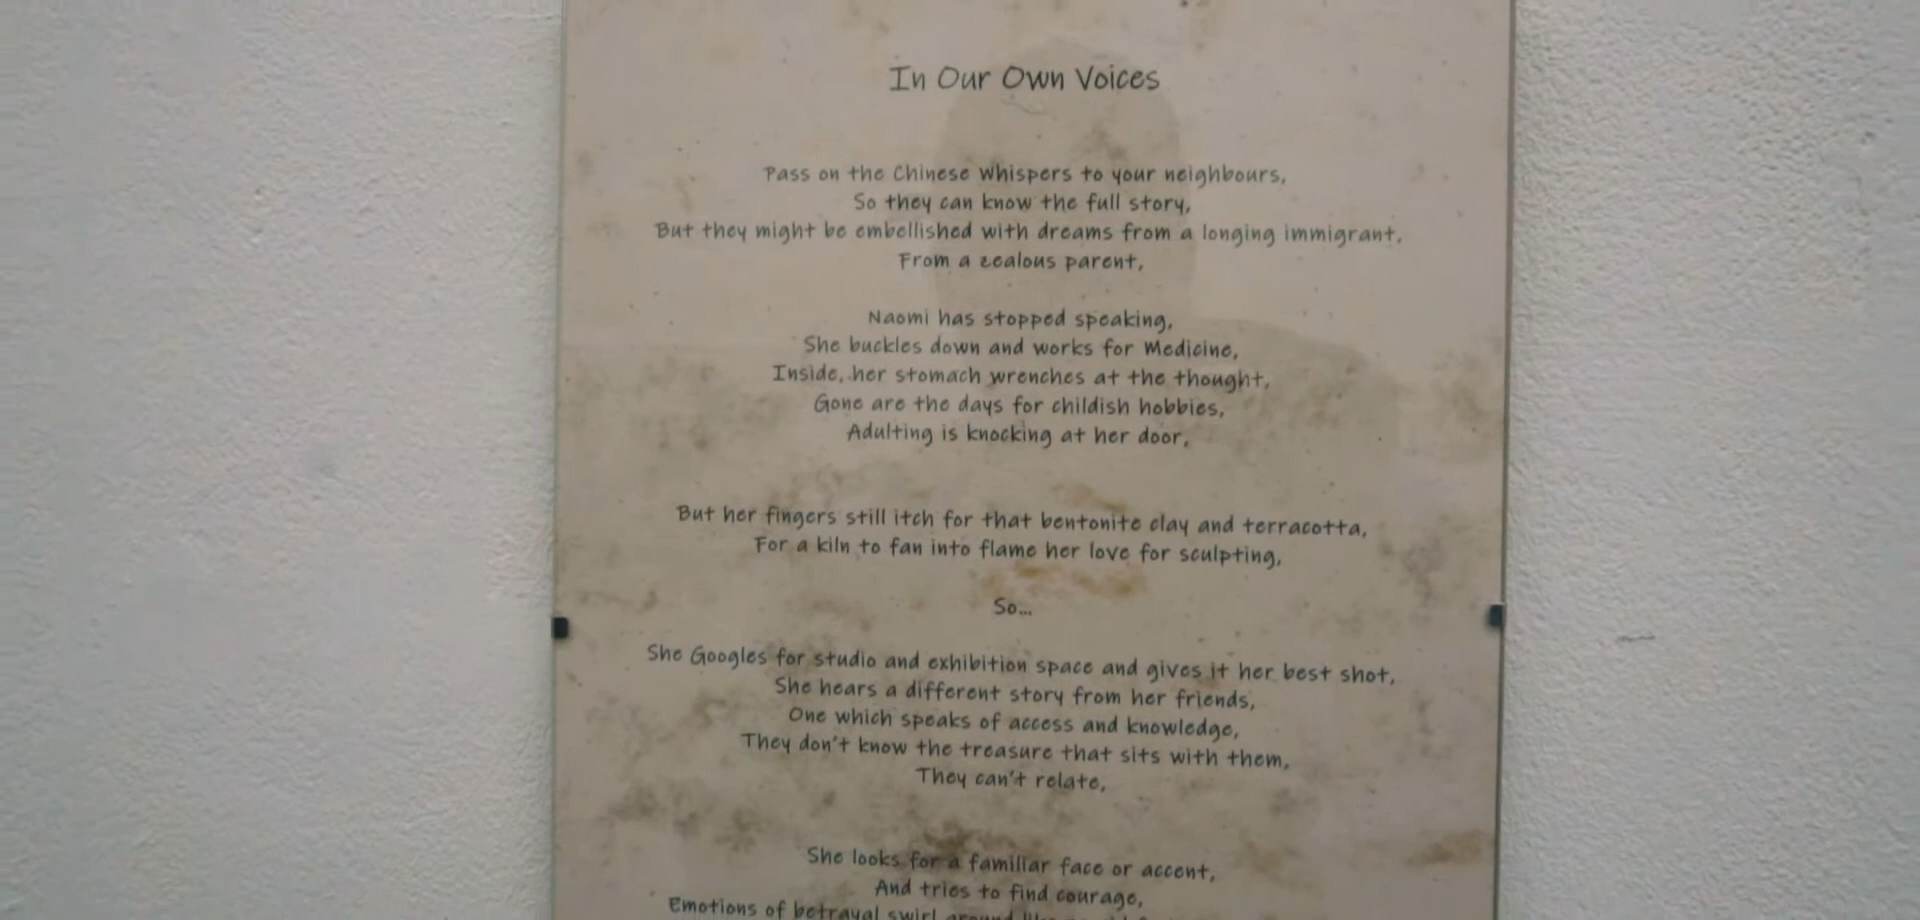 In Our Own Voices
Pass on the Chinese Whispers to your neighbours,
So they can know the full story,
But they might be embellished with dreams from a longing immigrant,
From a zealous parent,
Naomi has stopped speaking,
She buckles down and works for Medicine,
Inside, her stomach wrenches at the thought,
Gone are the days for childish hobbies,
Adulting is knocking at her door,
But her fingers still itch for that bentonite clay and terracotta,
For a kiln to fan into flame her love for sculpting,
So...
She Googles for studio and exhibition space and gives it her best shot,
She hears a different story from her friends,
One which speaks of access and knowledge,
They don't know the treasure that sits with them,
They can't relate,
She looks for a familiar face or accent,
And tries to find courage,
Emotions of betrayal swirl around